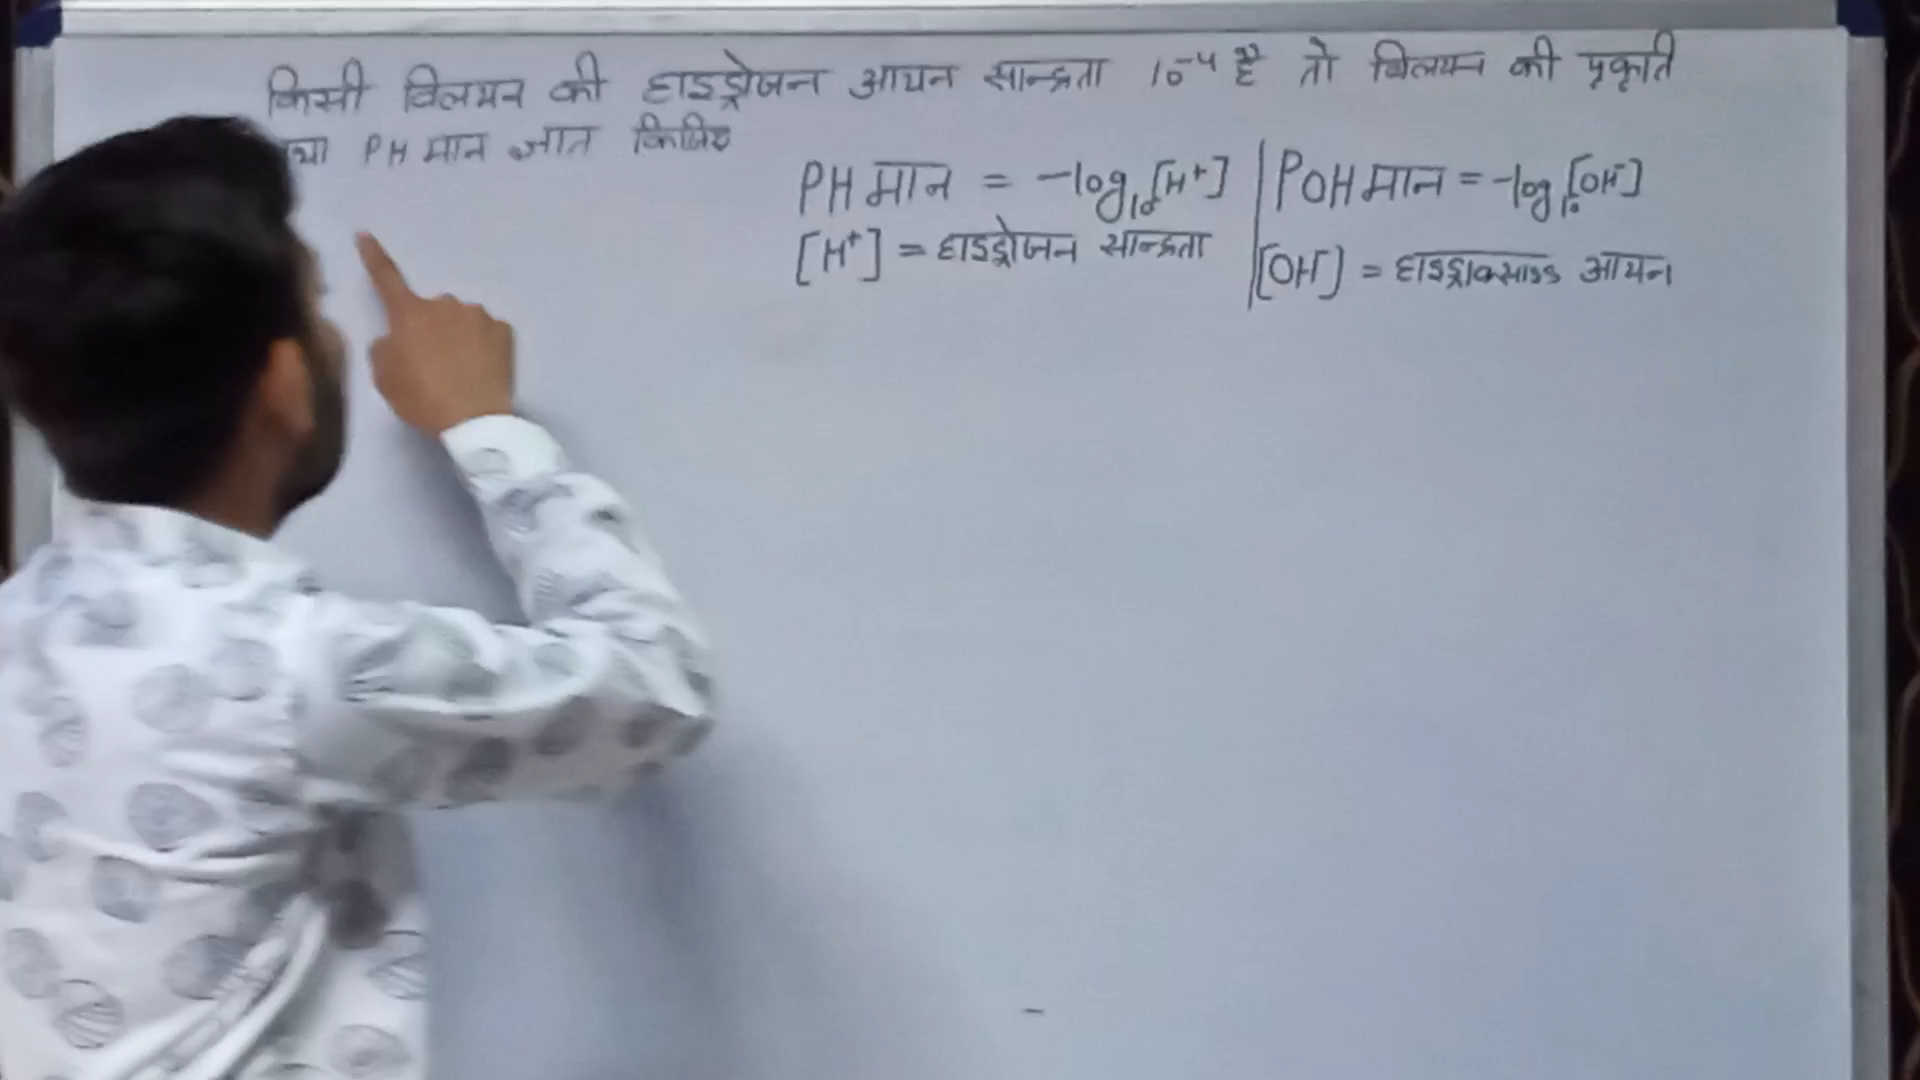 किसी विलयन की हाइड्रोजन आयन सान्द्रता 10⁻⁴ है तो विलयन की प्रकृति
PH मान ज्ञात किजिए
PH मान = -log₁₀[H⁺]
[H⁺] = हाइड्रोजन सान्द्रता
POH मान = -log₁₀[OH⁻]
[OH⁻] = हाइड्राक्साइड आयन